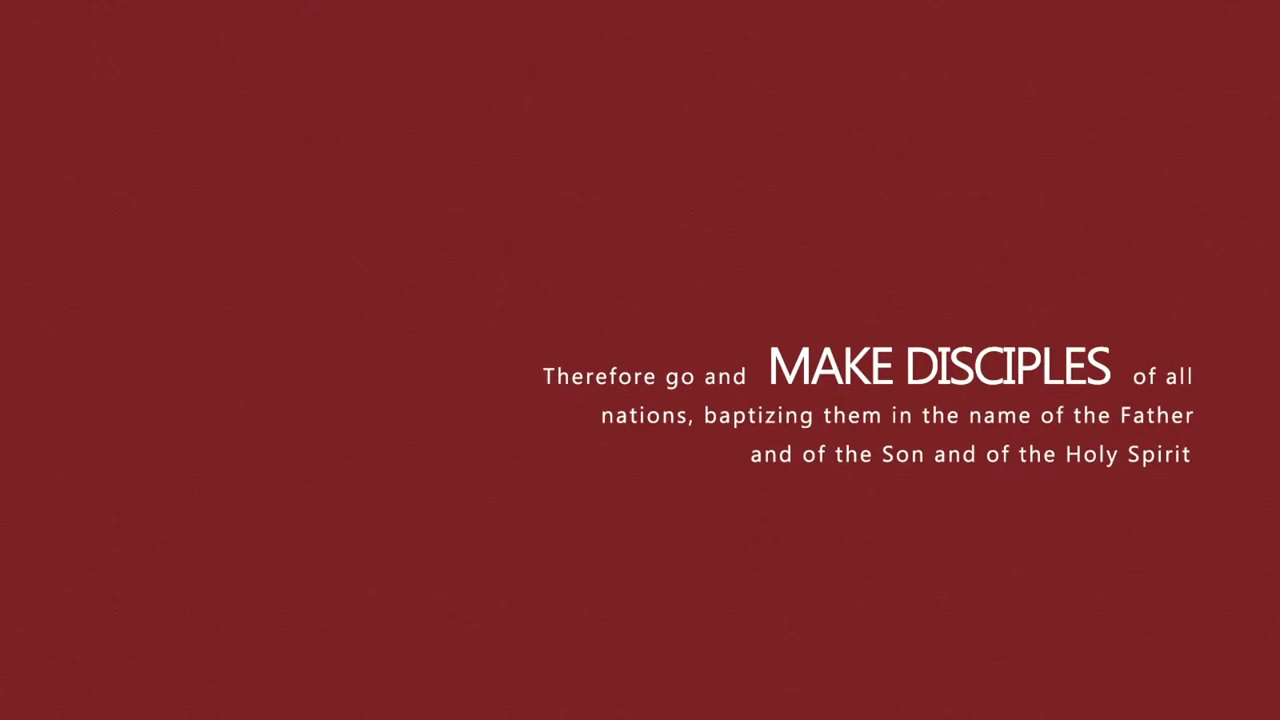 Therefore go and MAKE DISCIPLES of all
nations, baptizing them in the name of the Father
and of the Son and of the Holy Spirit